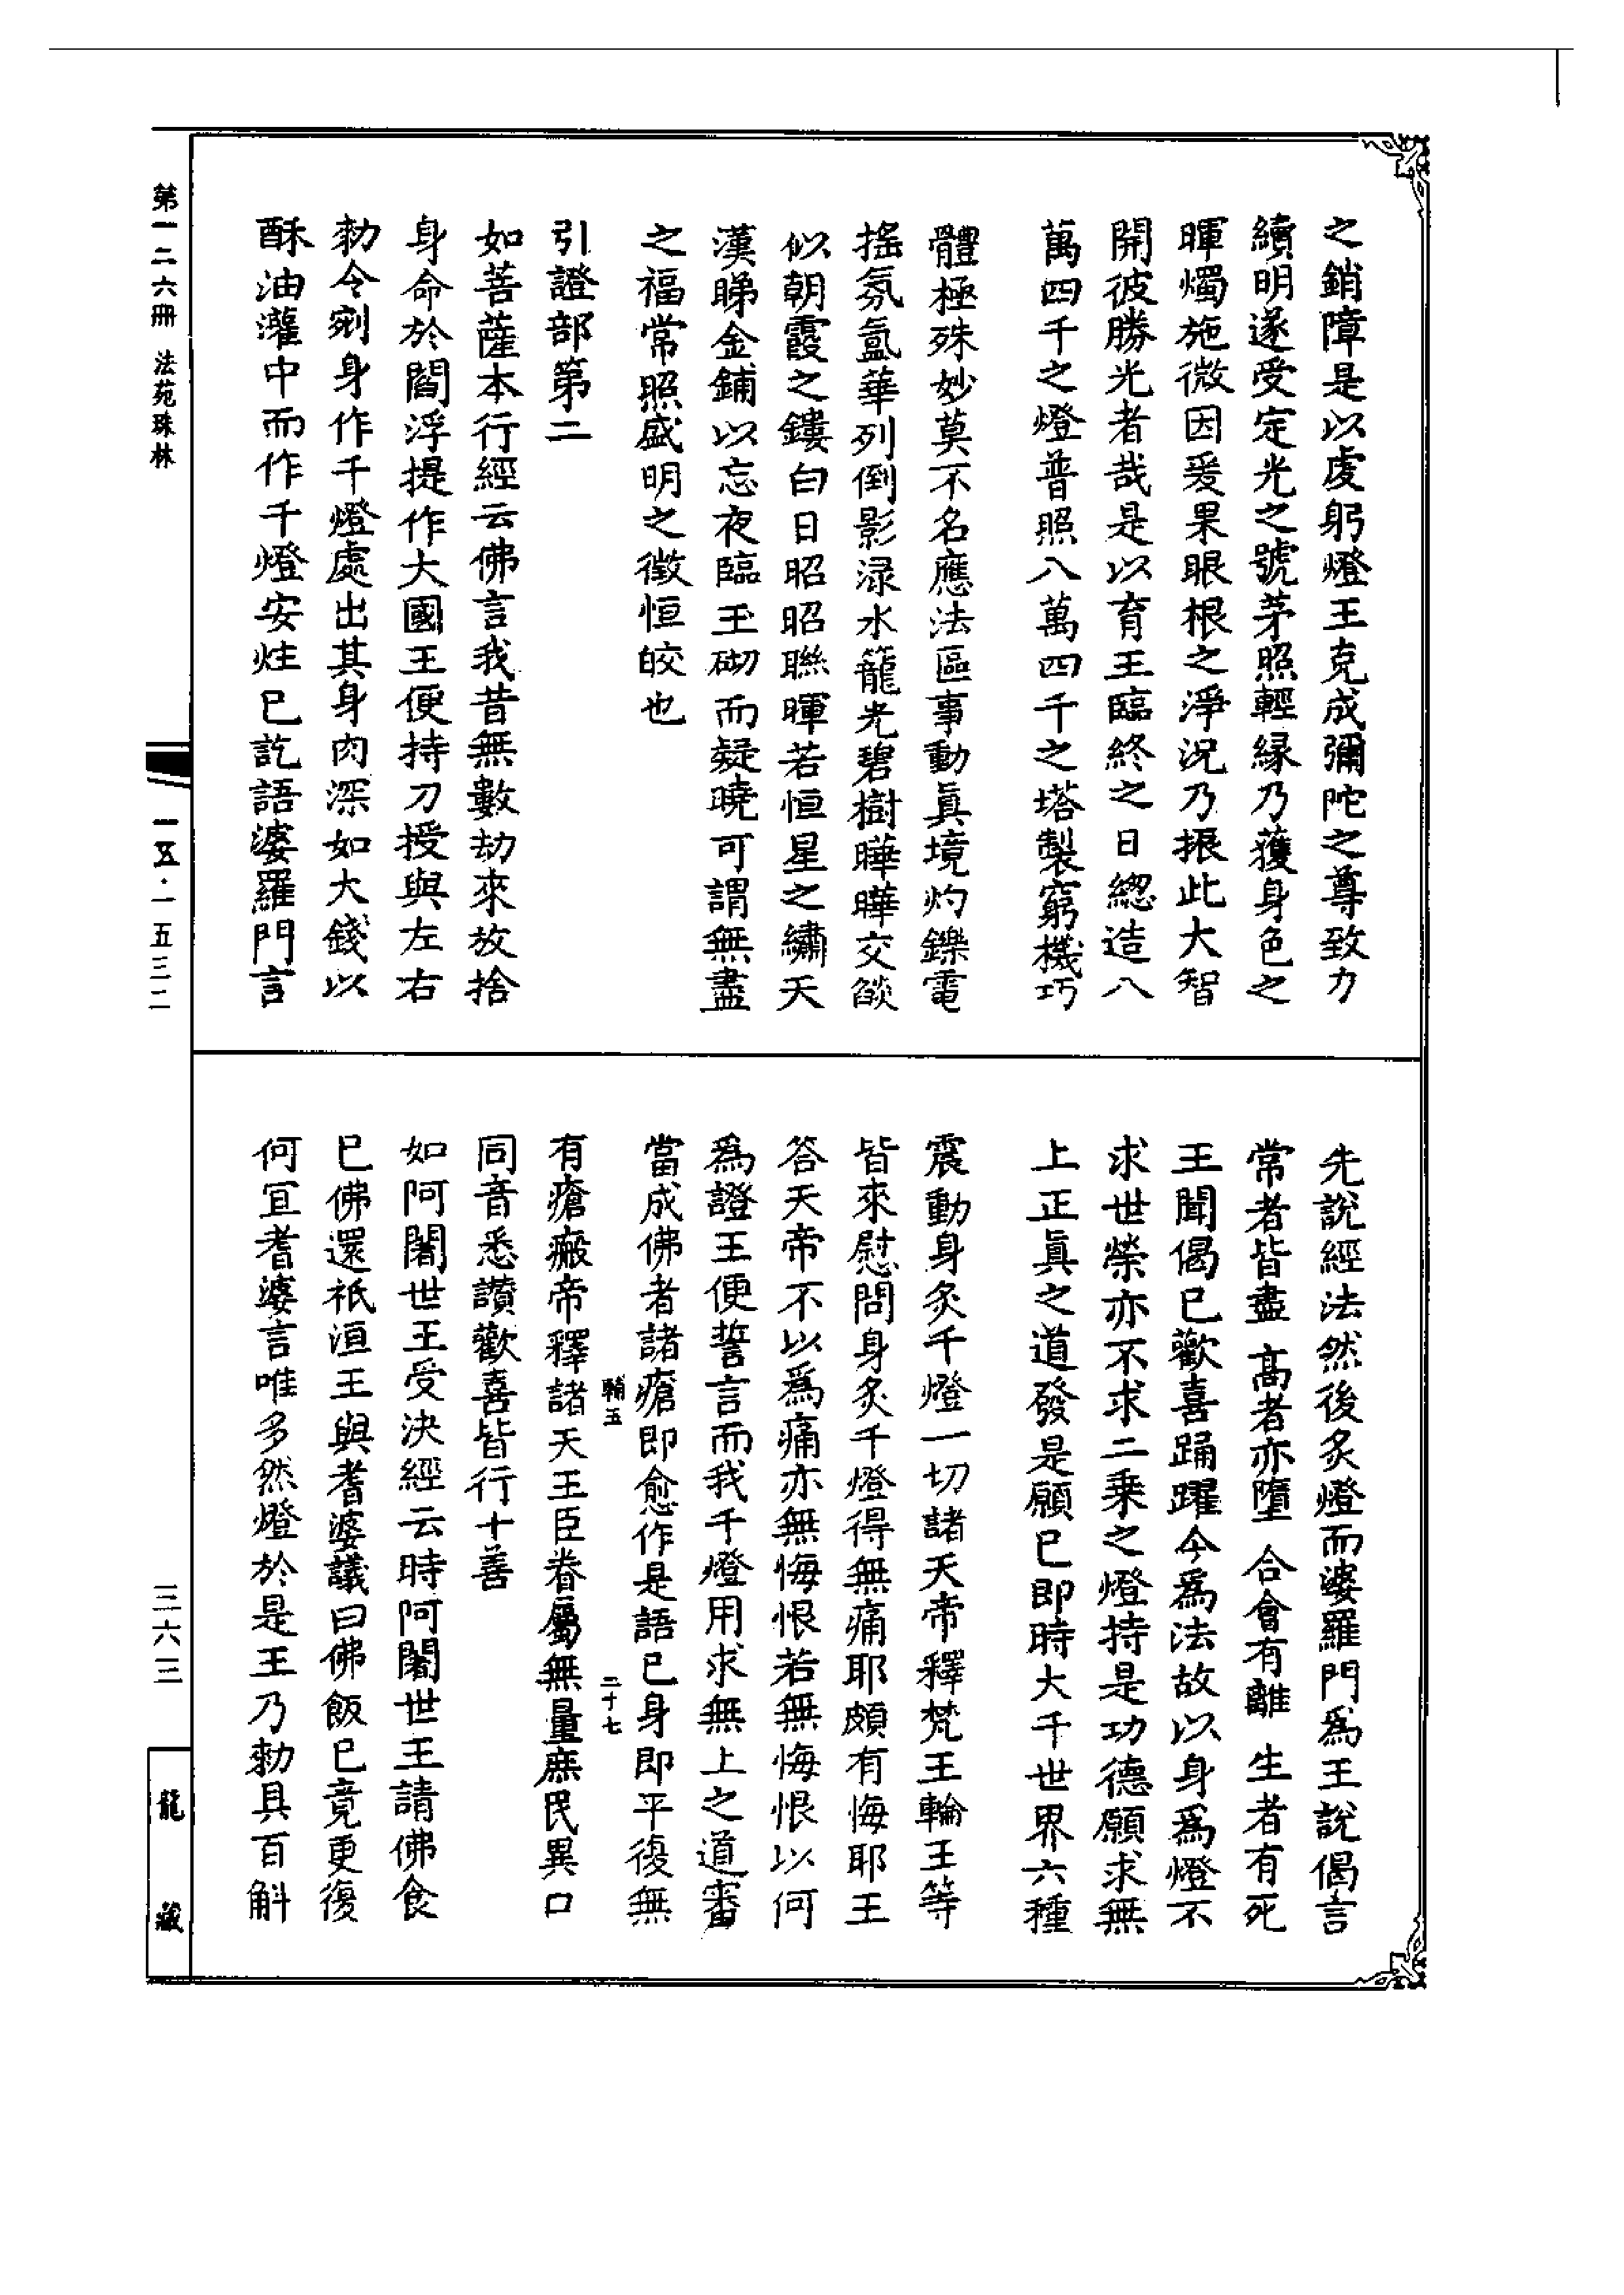 之銷障是以虔躬燈王克成彌陀之尊致力
續明遂受定光之號茅照輕緣乃獲身色之
暉燭施微因爰果眼根之淨況乃振此大智
開彼勝光者哉是以育王臨終之日總造八
萬四千之燈普照八萬四千之塔製窮機巧
體極殊妙莫不名應法區事動眞境灼鑠電
搖氛氳華列倒影淥水籠光碧樹曄曄交燄
似朝霞之鏤白日昭昭聯暉若恒星之繡天
漢睇金鋪以忘夜臨玉砌而疑曉可謂無盡
之福常照盛明之徵恒皎也
引證部第二
如菩薩本行經云佛言我昔無數劫來放捨
身命於閻浮提作大國王便持刀授與左右
勑令剜身作千燈處出其身肉深如大錢以
酥油灌中而作千燈安炷已訖語婆羅門言
先說經法然後炙燈而婆羅門爲王說偈言
常者皆盡 高者亦墮 合會有離 生者有死
王聞偈已歡喜踊躍今爲法故以身爲燈不
求世榮亦不求二乘之燈持是功德願求無
上正眞之道發是願已即時大千世界六種
震動身炙千燈一切諸天帝釋梵王輪王等
皆來慰問身炙千燈得無痛耶頗有悔耶王
答天帝不以爲痛亦無悔恨若無悔恨以何
爲證王便誓言而我千燈用求無上之道審
當成佛者諸瘡即愈作是語已身即平復無
輔五 二十七
有瘡瘢帝釋諸天王臣眷屬無量庶民異口
同音悉讚歡喜皆行十善
如阿闍世王受決經云時阿闍世王請佛食
已佛還祇洹王與耆婆議曰佛飯已竟更復
何宜耆婆言唯多然燈於是王乃勑具百斛
第一二六冊 法苑珠林
一五·一五三二
三六三
龍藏